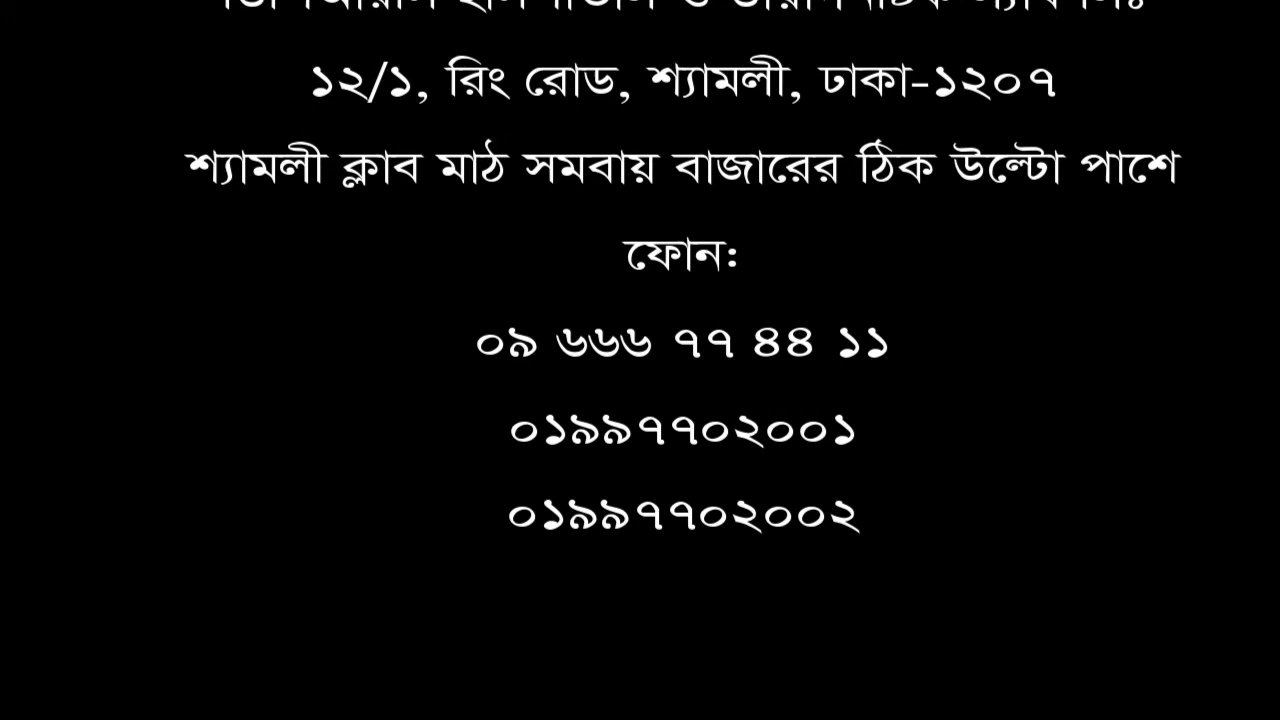 ও
১২/১, রিং রোড, শ্যামলী, ঢাকা-১২০৭
শ্যামলী ক্লাব মাঠ সমবায় বাজারের ঠিক উল্টো পাশে
ফোনঃ
০৯ ৬৬৬ ৭৭ ৪৪ ১১
০১৯৯৭৭০২০০১
০১৯৯৭৭০২০০২